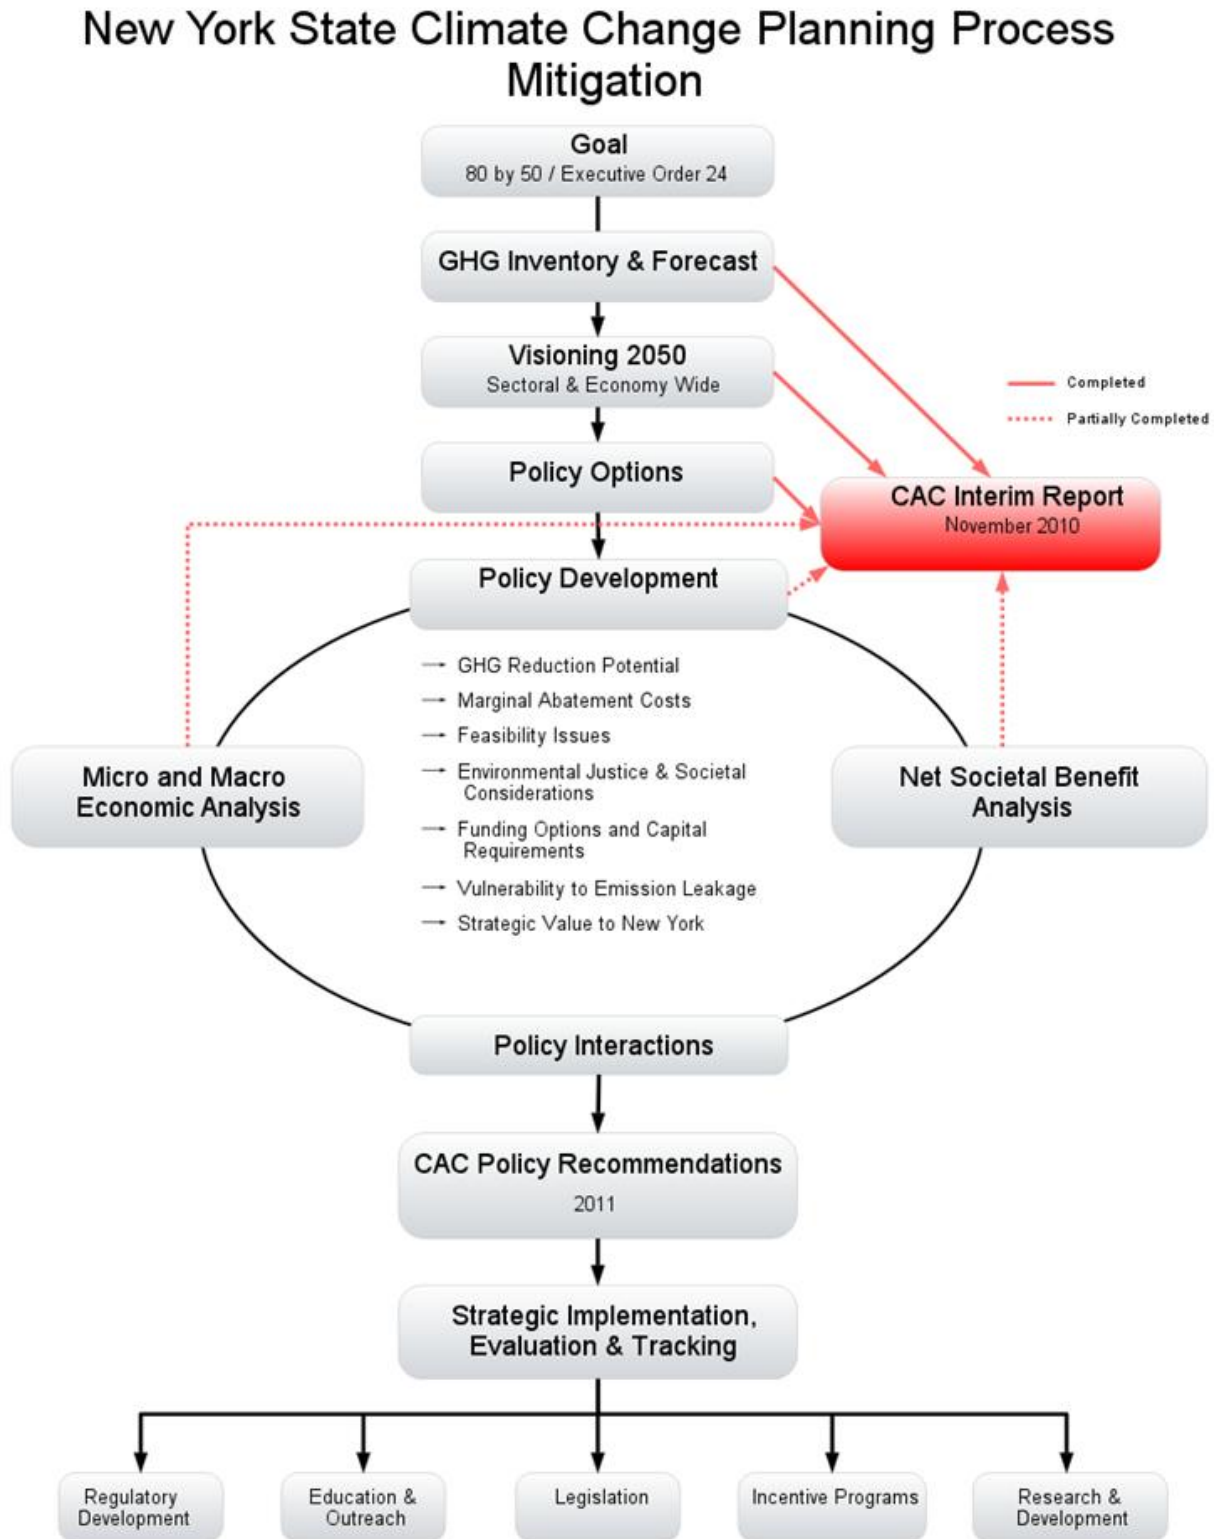 New York State Climate Change Planning Process
Mitigation
Goal
80 by 50 / Executive Order 24
GHG Inventory & Forecast
Visioning 2050
Sectoral & Economy Wide
Completed
Partially Completed
Policy Options
CAC Interim Report
November 2010
Policy Development
→ GHG Reduction Potential
→ Marginal Abatement Costs
→ Feasibility Issues
→ Environmental Justice & Societal
Considerations
→ Funding Options and Capital
Requirements
→ Vulnerability to Emission Leakage
→ Strategic Value to New York
Micro and Macro
Economic Analysis
Net Societal Benefit
Analysis
Policy Interactions
CAC Policy Recommendations
2011
Strategic Implementation,
Evaluation & Tracking
Regulatory
Development
Education &
Outreach
Legislation
Incentive Programs
Research &
Development